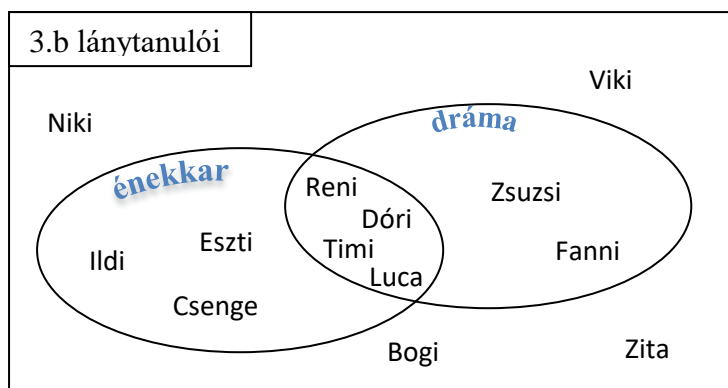 3.b lánytanulói
Viki
Niki
dráma
énekkar
Reni
Zsuzsi
Dóri
Eszti
Timi
Fanni
Ildi
Luca
Csenge
Bogi
Zita